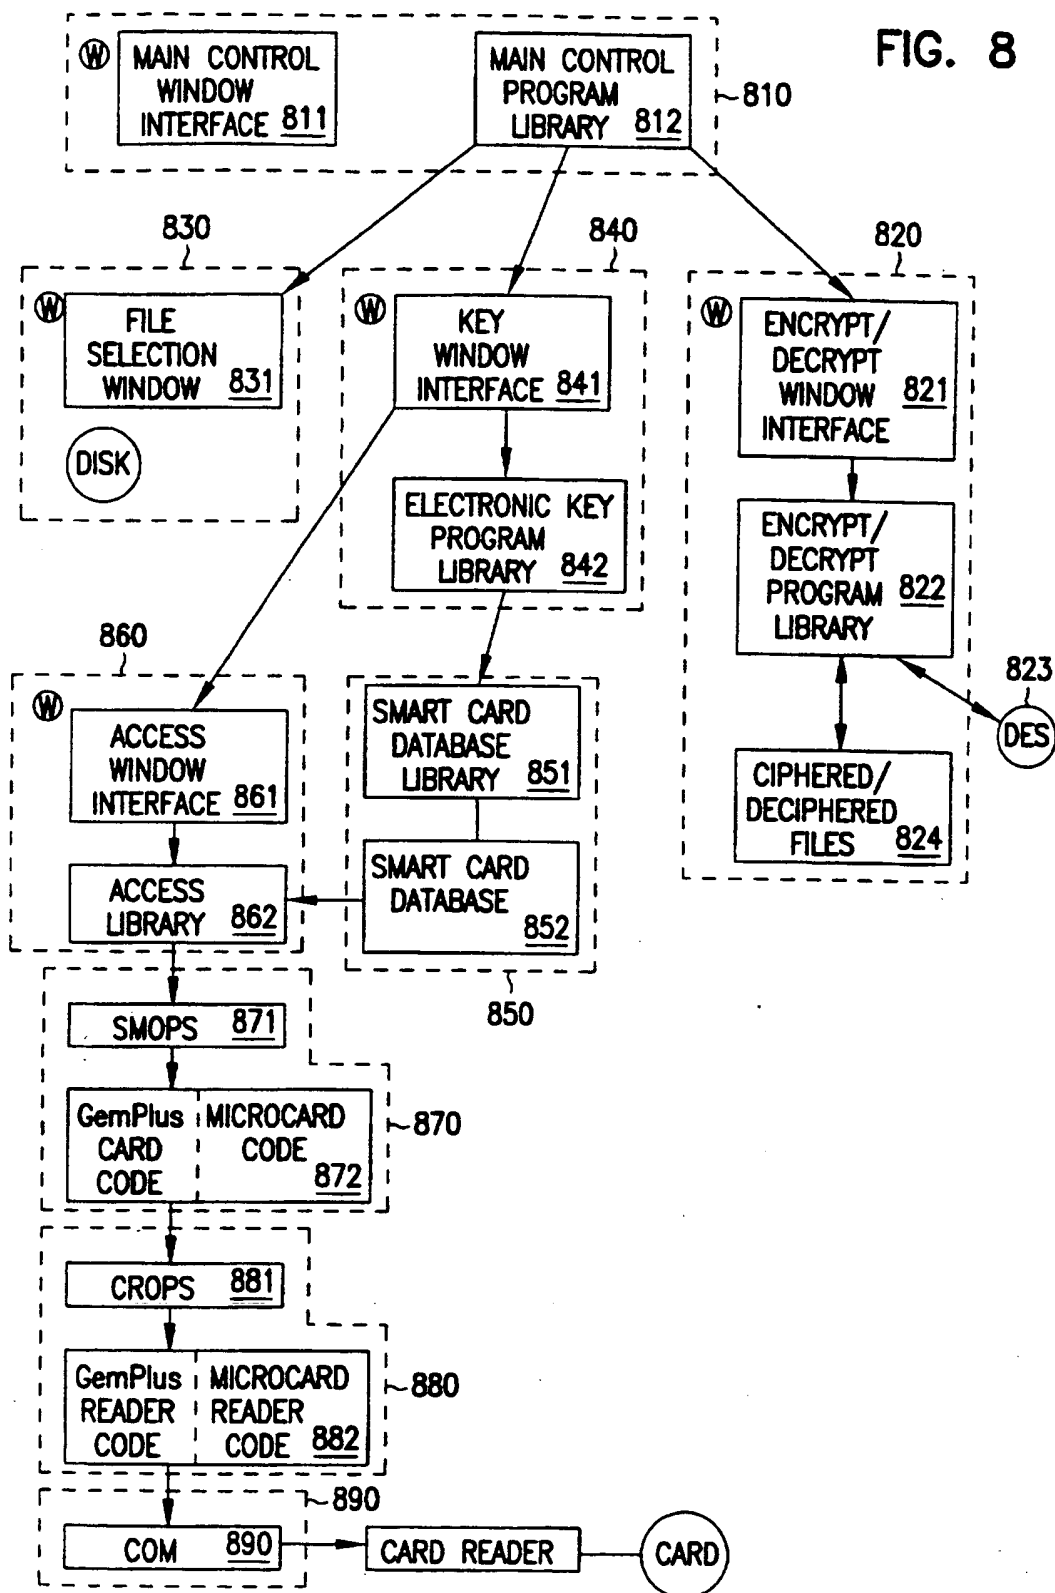 FIG. 8
W
MAIN CONTROL
WINDOW
INTERFACE 811
MAIN CONTROL
PROGRAM
LIBRARY 812
810
830
840
820
W
FILE
SELECTION
WINDOW 831
DISK
W
KEY
WINDOW
INTERFACE 841
ELECTRONIC KEY
PROGRAM
LIBRARY 842
W
ENCRYPT/
DECRYPT
WINDOW 821
INTERFACE
ENCRYPT/
DECRYPT
PROGRAM 822
LIBRARY
823
DES
CIPHERED/
DECIPHERED
FILES 824
860
W
ACCESS
WINDOW
INTERFACE 861
ACCESS
LIBRARY 862
SMART CARD
DATABASE
LIBRARY 851
SMART CARD
DATABASE 852
850
SMOPS 871
GemPlus
CARD
CODE
MICROCARD
CODE
872
870
CROPS 881
GemPlus
READER
CODE
MICROCARD
READER
CODE 882
880
890
COM 890
CARD READER
CARD